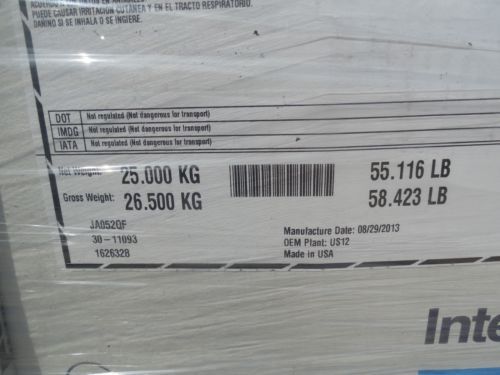 PUEDE CAUSAR IRRITACIÓN CUTÁNEA Y EN EL TRACTO RESPIRATORIO.
DAÑINO SI SE INHALA O SE INGIERE.
DOT Not regulated (Not dangerous for transport)
IMDG Not regulated (Not dangerous for transport)
IATA Not regulated (Not dangerous for transport)
Net Weight: 25.000 KG 55.116 LB
Gross Weight: 26.500 KG 58.423 LB
JA052QF
30-11093
1626328
Manufacture Date: 08/29/2013
OEM Plant: US12
Made in USA
Inte